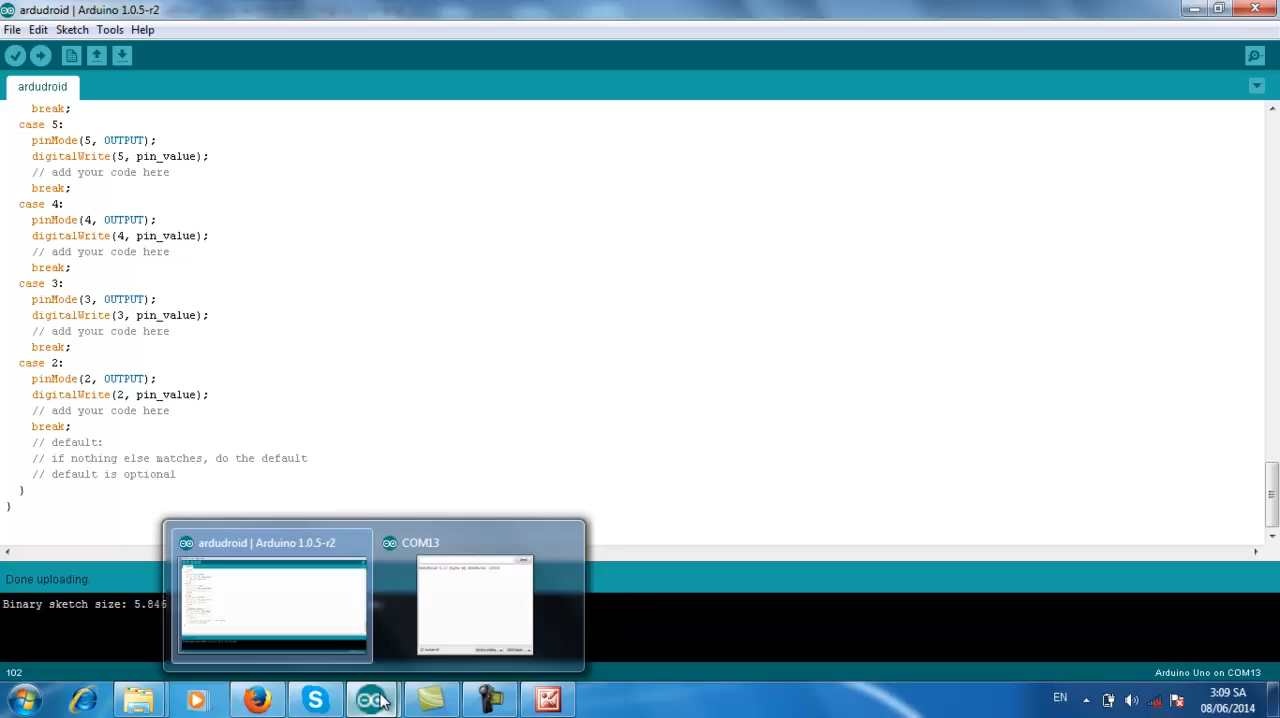 ardudroid | Arduino 1.0.5-r2
File Edit Sketch Tools Help
ardudroid
break;
case 5:
pinMode(5, OUTPUT);
digitalWrite(5, pin_value);
// add your code here
break;
case 4:
pinMode(4, OUTPUT);
digitalWrite(4, pin_value);
// add your code here
break;
case 3:
pinMode(3, OUTPUT);
digitalWrite(3, pin_value);
// add your code here
break;
case 2:
pinMode(2, OUTPUT);
digitalWrite(2, pin_value);
// add your code here
break;
// default:
// if nothing else matches, do the default
// default is optional
}
}
ardudroid | Arduino 1.0.5-r2
COM13
Done uploading.
Binary sketch size: 5.846
102
Arduino Uno on COM13
EN
3:09 SA
08/06/2014